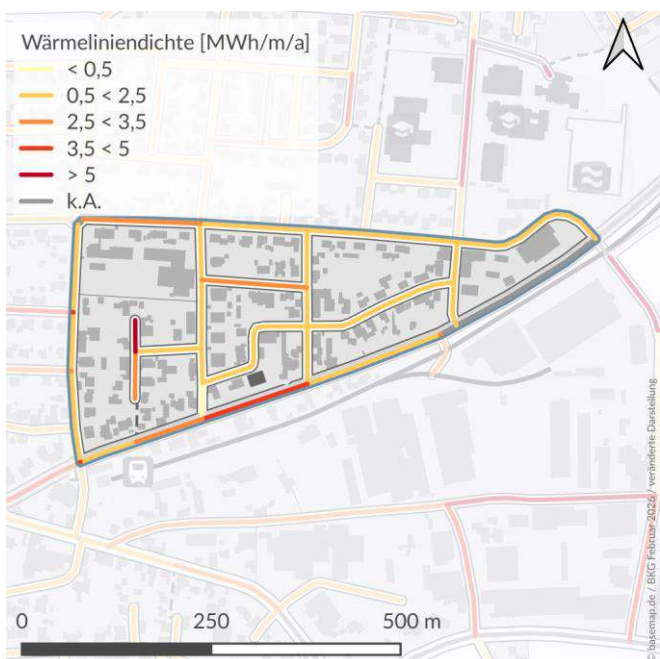 Wärmeliniendichte [MWh/m/a]
< 0,5
0,5 < 2,5
2,5 < 3,5
3,5 < 5
> 5
k.A.
© basemap.de / BKG Februar 2026 / veränderte Darstellung
0 250 500 m